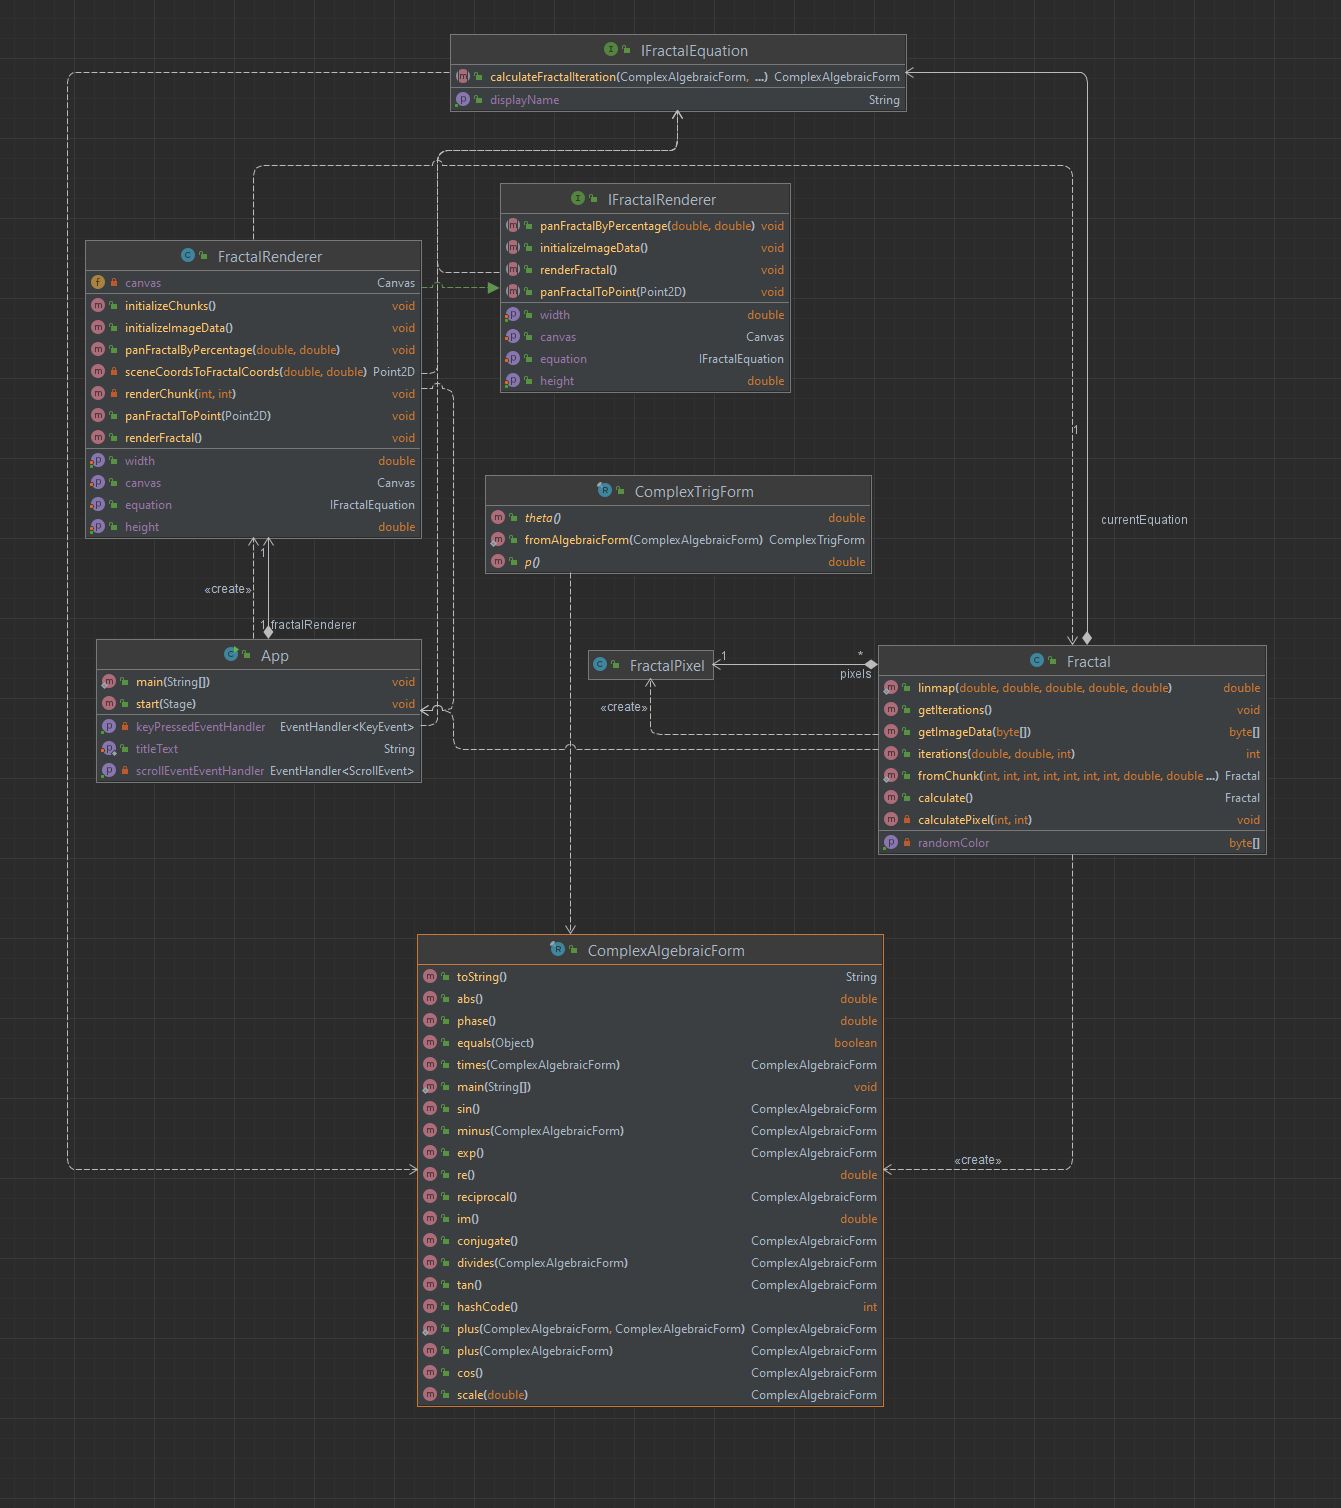 IFractalEquation
calculateFractalIteration(ComplexAlgebraicForm, ...) ComplexAlgebraicForm
displayName String
IFractalRenderer
panFractalByPercentage(double, double) void
initializeImageData() void
renderFractal() void
panFractalToPoint(Point2D) void
width double
canvas Canvas
equation IFractalEquation
height double
FractalRenderer
canvas Canvas
initializeChunks() void
initializeImageData() void
panFractalByPercentage(double, double) void
sceneCoordsToFractalCoords(double, double) Point2D
renderChunk(int, int) void
panFractalToPoint(Point2D) void
renderFractal() void
width double
canvas Canvas
equation IFractalEquation
height double
1
currentEquation
ComplexTrigForm
theta() double
fromAlgebraicForm(ComplexAlgebraicForm) ComplexTrigForm
p() double
1
«create»
1 fractalRenderer
App
main(String[]) void
start(Stage) void
keyPressedEventHandler EventHandler<KeyEvent>
titleText String
scrollEventEventHandler EventHandler<ScrollEvent>
FractalPixel
1
*
pixels
«create»
Fractal
linmap(double, double, double, double, double) double
getIterations() void
getImageData(byte[]) byte[]
iterations(double, double, int) int
fromChunk(int, int, int, int, int, int, int, double, double ...) Fractal
calculate() Fractal
calculatePixel(int, int) void
randomColor byte[]
«create»
ComplexAlgebraicForm
toString() String
abs() double
phase() double
equals(Object) boolean
times(ComplexAlgebraicForm) ComplexAlgebraicForm
main(String[]) void
sin() ComplexAlgebraicForm
minus(ComplexAlgebraicForm) ComplexAlgebraicForm
exp() ComplexAlgebraicForm
re() double
reciprocal() ComplexAlgebraicForm
im() double
conjugate() ComplexAlgebraicForm
divides(ComplexAlgebraicForm) ComplexAlgebraicForm
tan() ComplexAlgebraicForm
hashCode() int
plus(ComplexAlgebraicForm, ComplexAlgebraicForm) ComplexAlgebraicForm
plus(ComplexAlgebraicForm) ComplexAlgebraicForm
cos() ComplexAlgebraicForm
scale(double) ComplexAlgebraicForm